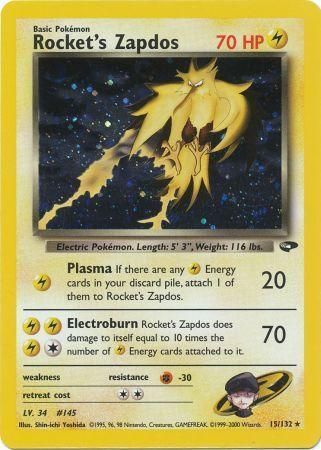 Basic Pokémon
Rocket's Zapdos 70 HP
Electric Pokémon. Length: 5' 3", Weight: 116 lbs.
Plasma If there are any Energy
cards in your discard pile, attach 1
of them to Rocket's Zapdos.
20
Electroburn Rocket's Zapdos does
damage to itself equal to 10 times the
number of Energy cards attached to it.
70
weakness resistance -30
retreat cost
LV. 34 #145
Illus. Shin-ichi Yoshida ©1995, 96, 98 Nintendo, Creatures, GAMEFREAK. ©1999-2000 Wizards. 15/132 ★